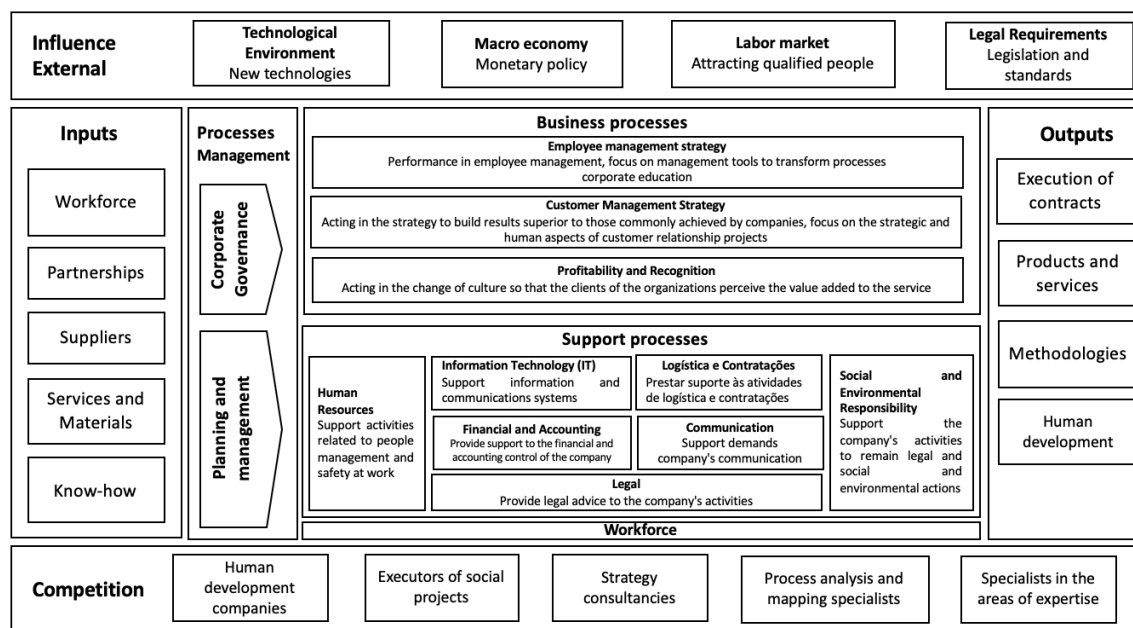 Influence
External
Technological
Environment
New technologies
Macro economy
Monetary policy
Labor market
Attracting qualified people
Legal Requirements
Legislation and
standards
Inputs
Workforce
Partnerships
Suppliers
Services and
Materials
Know-how
Processes
Management
Corporate
Governance
Planning and
management
Business processes
Employee management strategy
Performance in employee management, focus on management tools to transform processes
corporate education
Customer Management Strategy
Acting in the strategy to build results superior to those commonly achieved by companies, focus on the strategic and
human aspects of customer relationship projects
Profitability and Recognition
Acting in the change of culture so that the clients of the organizations perceive the value added to the service
Support processes
Human
Resources
Support activities
related to people
management and
safety at work
Information Technology (IT)
Support information and
communications systems
Logística e Contratações
Prestar suporte às atividades
de logística e contratações
Financial and Accounting
Provide support to the financial and
accounting control of the company
Communication
Support demands
company's communication
Legal
Provide legal advice to the company's activities
Social and
Environmental
Responsibility
Support the
company's activities
to remain legal and
social and
environmental actions
Workforce
Outputs
Execution of
contracts
Products and
services
Methodologies
Human
development
Competition
Human
development
companies
Executors of social
projects
Strategy
consultancies
Process analysis and
mapping specialists
Specialists in the
areas of expertise